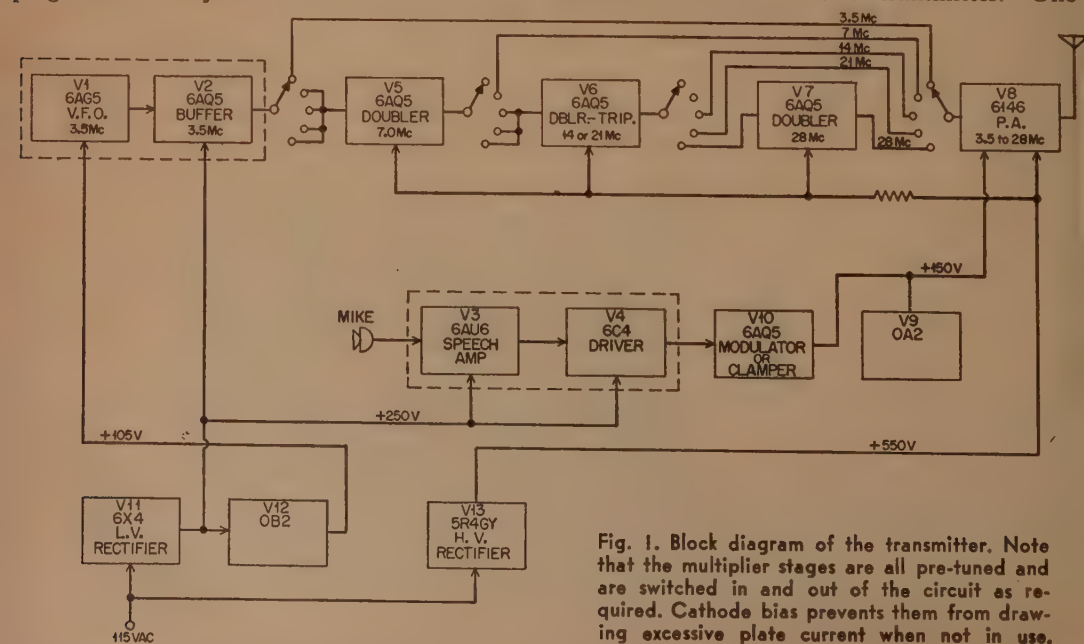 3.5Mc
7Mc
14Mc
21Mc
V1
6AG5
V.F.O.
3.5Mc
V2
6AQ5
BUFFER
3.5Mc
V5
6AQ5
DOUBLER
7.0Mc
V6
6AQ5
DBLR.-TRIP.
14 or 21Mc
V7
6AQ5
DOUBLER
28Mc
28Mc
V8
6146
P.A.
3.5 to 28Mc
+150V
MIKE
V3
6AU6
SPEECH
AMP
V4
6C4
DRIVER
V10
6AQ5
MODULATOR
OR
CLAMPER
V9
OA2
+250V
+105V
+550V
V11
6X4
L.V.
RECTIFIER
V12
OB2
V13
5R4GY
H.V.
RECTIFIER
115VAC
Fig. 1. Block diagram of the transmitter. Note
that the multiplier stages are all pre-tuned and
are switched in and out of the circuit as re-
quired. Cathode bias prevents them from draw-
ing excessive plate current when not in use.